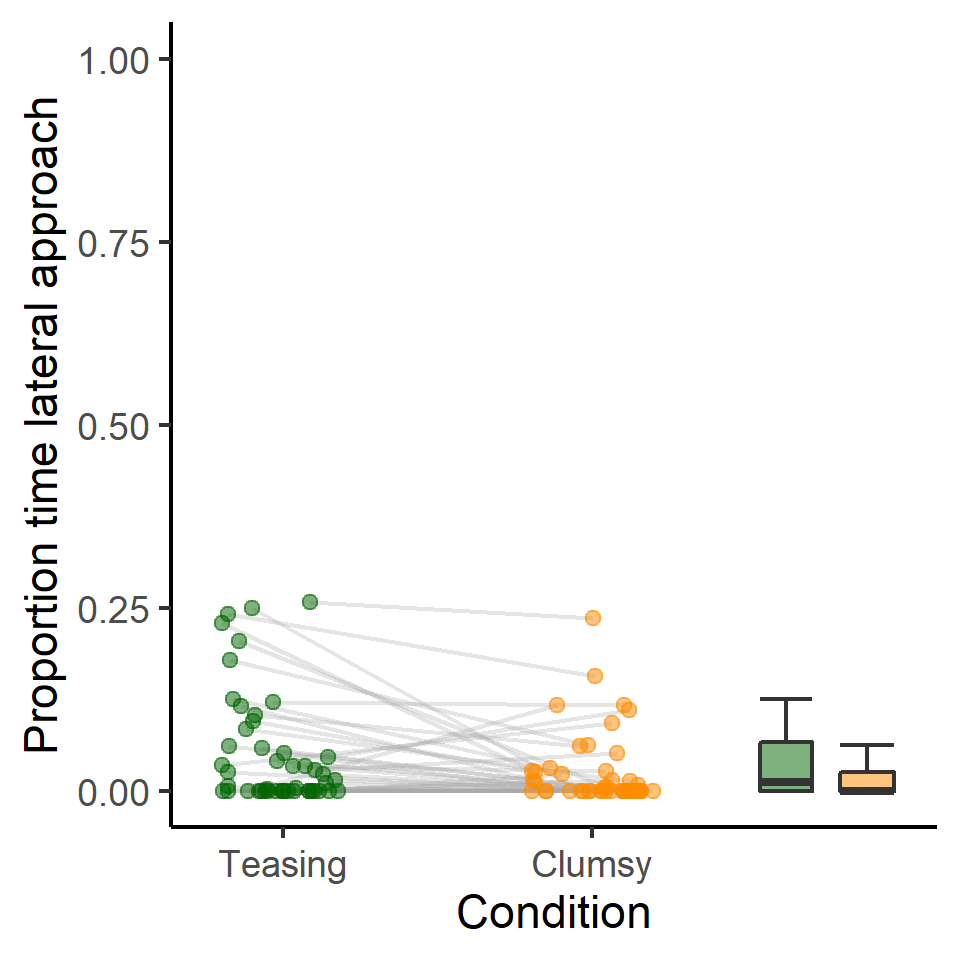 Proportion time lateral approach
1.00
0.75
0.50
0.25
0.00
Teasing
Clumsy
Condition